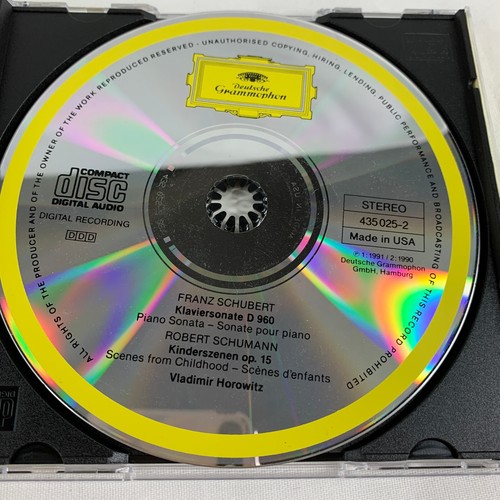 Deutsche
Grammophon
ALL RIGHTS OF THE PRODUCER AND OF THE OWNER OF THE WORK REPRODUCED RESERVED - UNAUTHORISED COPYING, HIRING, LENDING, PUBLIC PERFORMANCE AND BROADCASTING OF THIS RECORD PROHIBITED
COMPACT
disc
DIGITAL AUDIO
DIGITAL RECORDING
DDD
STEREO
435 025-2
Made in USA
℗ 1: 1991 / 2: 1990
Deutsche Grammophon
GmbH, Hamburg
FRANZ SCHUBERT
Klaviersonate D 960
Piano Sonata – Sonate pour piano
ROBERT SCHUMANN
Kinderszenen op. 15
Scenes from Childhood – Scènes d'enfants
Vladimir Horowitz